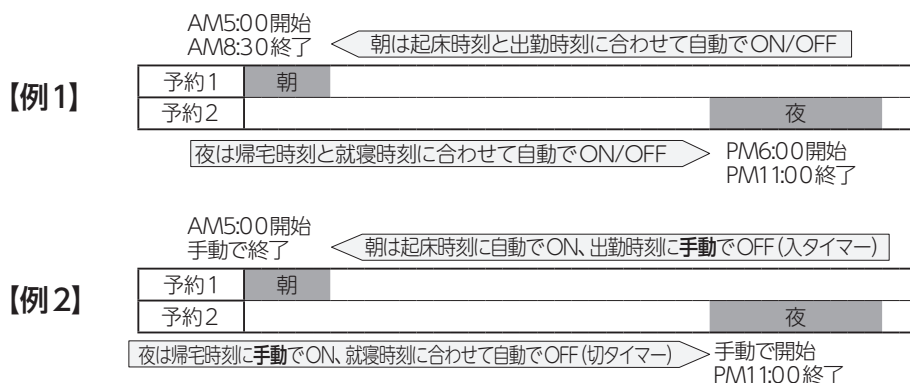 AM5:00開始
AM8:30終了
朝は起床時刻と出勤時刻に合わせて自動でON/OFF
【例1】
予約1 朝
予約2 夜
夜は帰宅時刻と就寝時刻に合わせて自動でON/OFF
PM6:00開始
PM11:00終了
AM5:00開始
手動で終了
朝は起床時刻に自動でON、出勤時刻に手動でOFF(入タイマー)
【例2】
予約1 朝
予約2 夜
夜は帰宅時刻に手動でON、就寝時刻に合わせて自動でOFF(切タイマー)
手動で開始
PM11:00終了